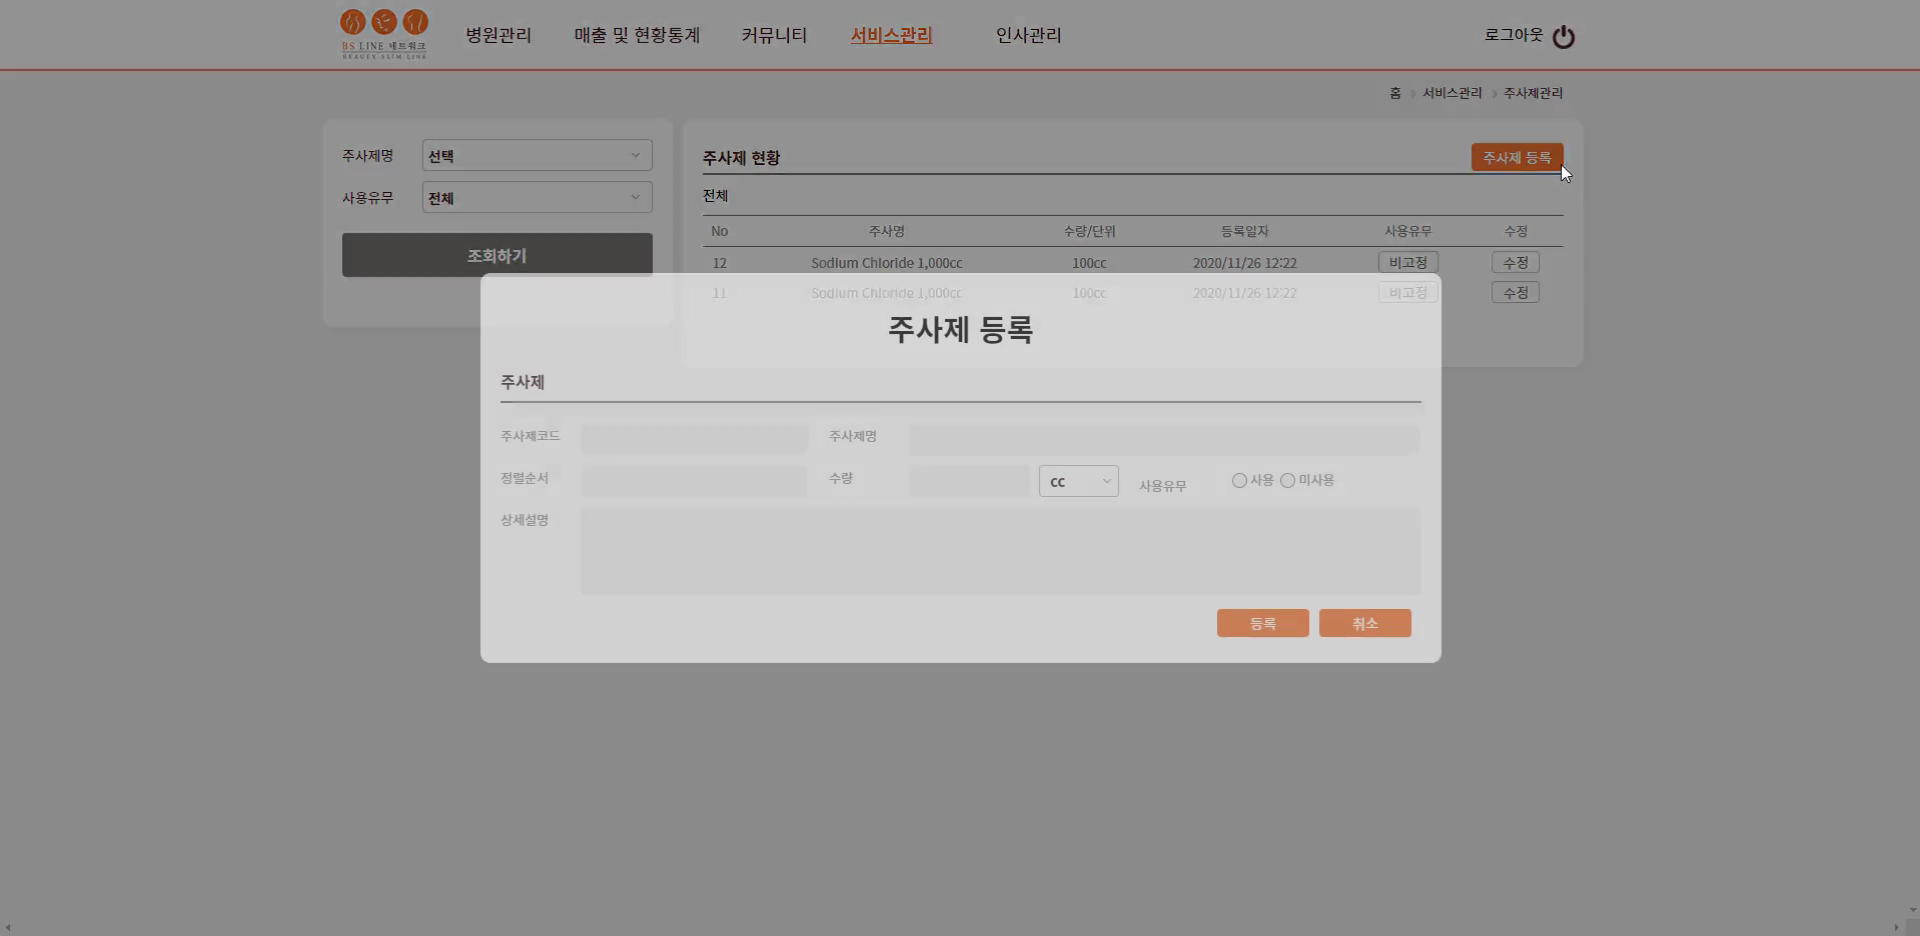 BS LINE 네트워크
BEAUTY SLIM LINE
병원관리
매출 및 현황통계
커뮤니티
서비스관리
인사관리
로그아웃
홈 서비스관리 주사제관리
주사제명 선택
사용유무 전체
조회하기
주사제 현황 주사제 등록
전체
No 주사명 수량/단위 등록일자 사용유무 수정
12 Sodium Chloride 1,000cc 100cc 2020/11/26 12:22 비고정 수정
11 Sodium Chloride 1,000cc 100cc 2020/11/26 12:22 비고정 수정
주사제 등록
주사제
주사제코드 주사제명
정렬순서 수량 cc 사용유무 사용 미사용
상세설명
등록 취소